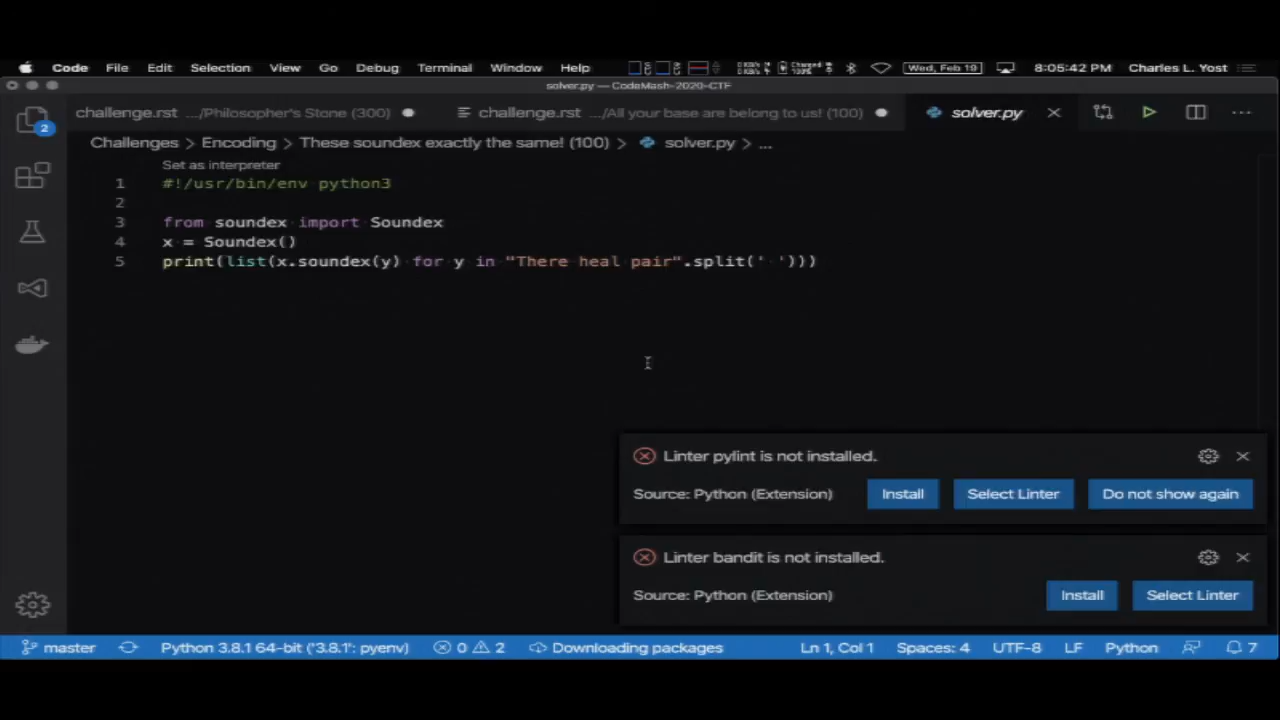 Code File Edit Selection View Go Debug Terminal Window Help Wed, Feb 19 8:05:42 PM Charles L. Yost
solver.py — CodeMash-2020-CTF
challenge.rst .../Philosopher's Stone (300) challenge.rst .../All your base are belong to us! (100) solver.py
2
Challenges > Encoding > These soundex exactly the same! (100) > solver.py > ...
Set as interpreter
1 #!/usr/bin/env python3
2
3 from soundex import Soundex
4 x = Soundex()
5 print(list(x.soundex(y) for y in "There heal pair".split(' ')))
Linter pylint is not installed.
Source: Python (Extension) Install Select Linter Do not show again
Linter bandit is not installed.
Source: Python (Extension) Install Select Linter
master Python 3.8.1 64-bit ('3.8.1': pyenv) 0 2 Downloading packages Ln 1, Col 1 Spaces: 4 UTF-8 LF Python 7